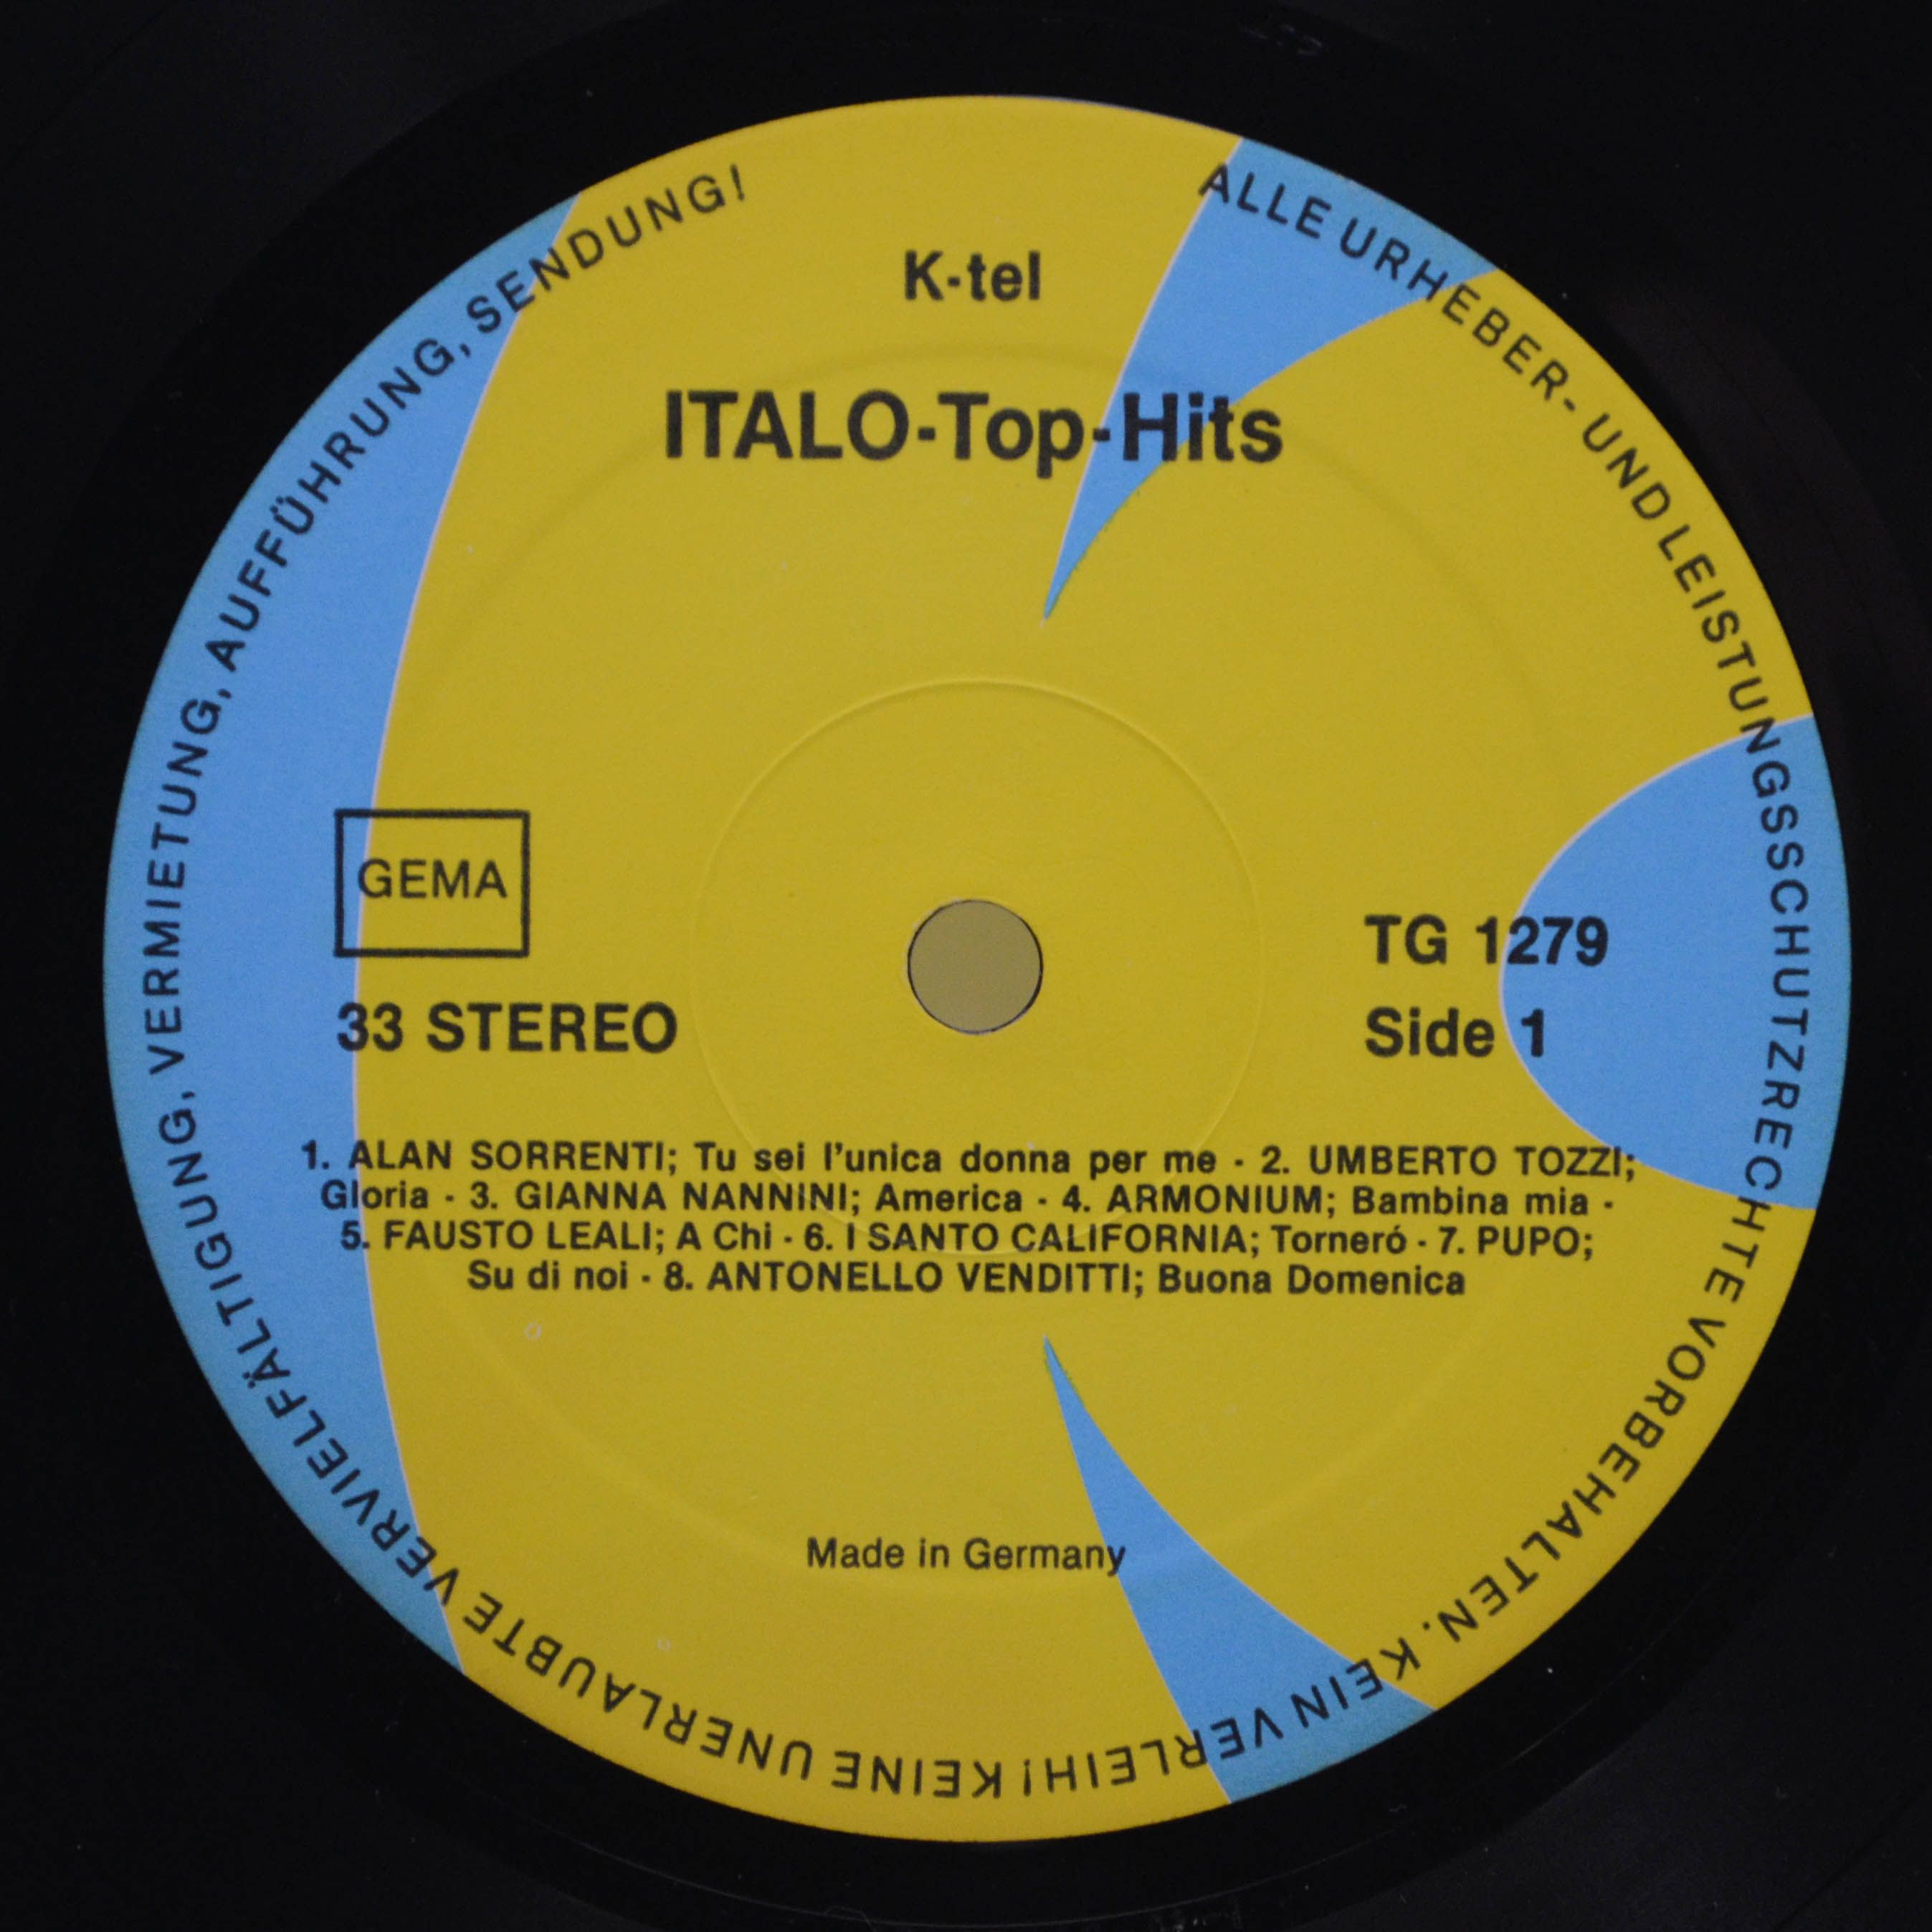 K-tel
ITALO-Top-Hits
GEMA
33 STEREO
TG 1279
Side 1
1. ALAN SORRENTI; Tu sei l'unica donna per me - 2. UMBERTO TOZZI;
Gloria - 3. GIANNA NANNINI; America - 4. ARMONIUM; Bambina mia -
5. FAUSTO LEALI; A Chi - 6. I SANTO CALIFORNIA; Torneró - 7. PUPO;
Su di noi - 8. ANTONELLO VENDITTI; Buona Domenica
Made in Germany
ALLE URHEBER- UND LEISTUNGSSCHUTZRECHTE VORBEHALTEN. KEIN VERLEIH! KEINE UNERLAUBTE VERVIELFÄLTIGUNG, VERMIETUNG, AUFFÜHRUNG, SENDUNG!